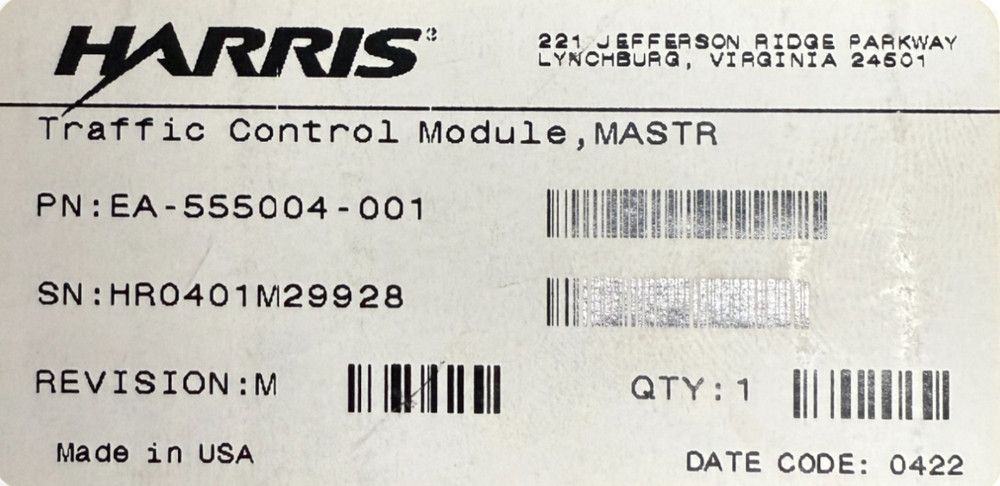 HARRIS®
221 JEFFERSON RIDGE PARKWAY
LYNCHBURG, VIRGINIA 24501
Traffic Control Module,MASTR
PN:EA-555004-001
SN:HR0401M29928
REVISION:M
QTY:1
Made in USA
DATE CODE: 0422